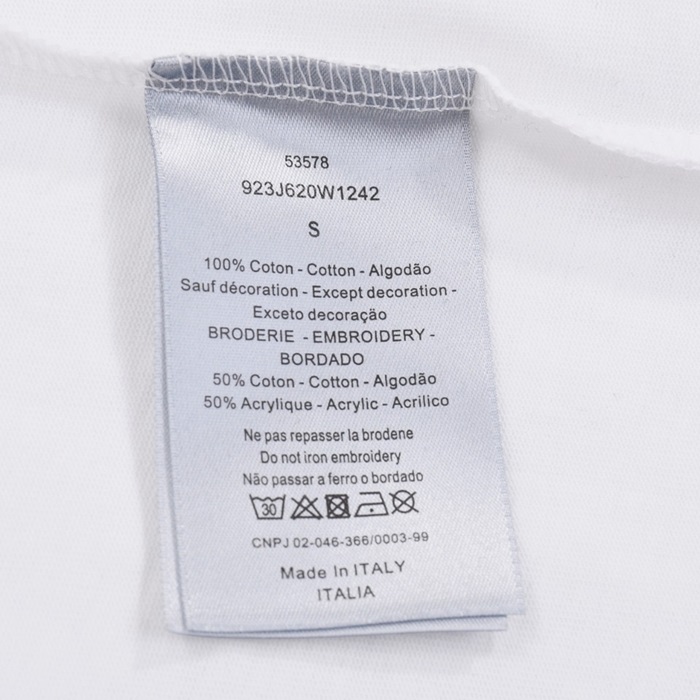 53578
923J620W1242
S
100% Coton - Cotton - Algodão
Sauf décoration - Except decoration -
Exceto decoração
BRODERIE - EMBROIDERY -
BORDADO
50% Coton - Cotton - Algodão
50% Acrylique - Acrylic - Acrilico
Ne pas repasser la brodene
Do not iron embroidery
Não passar a ferro o bordado
30
CNPJ 02-046-366/0003-99
Made In ITALY
ITALIA